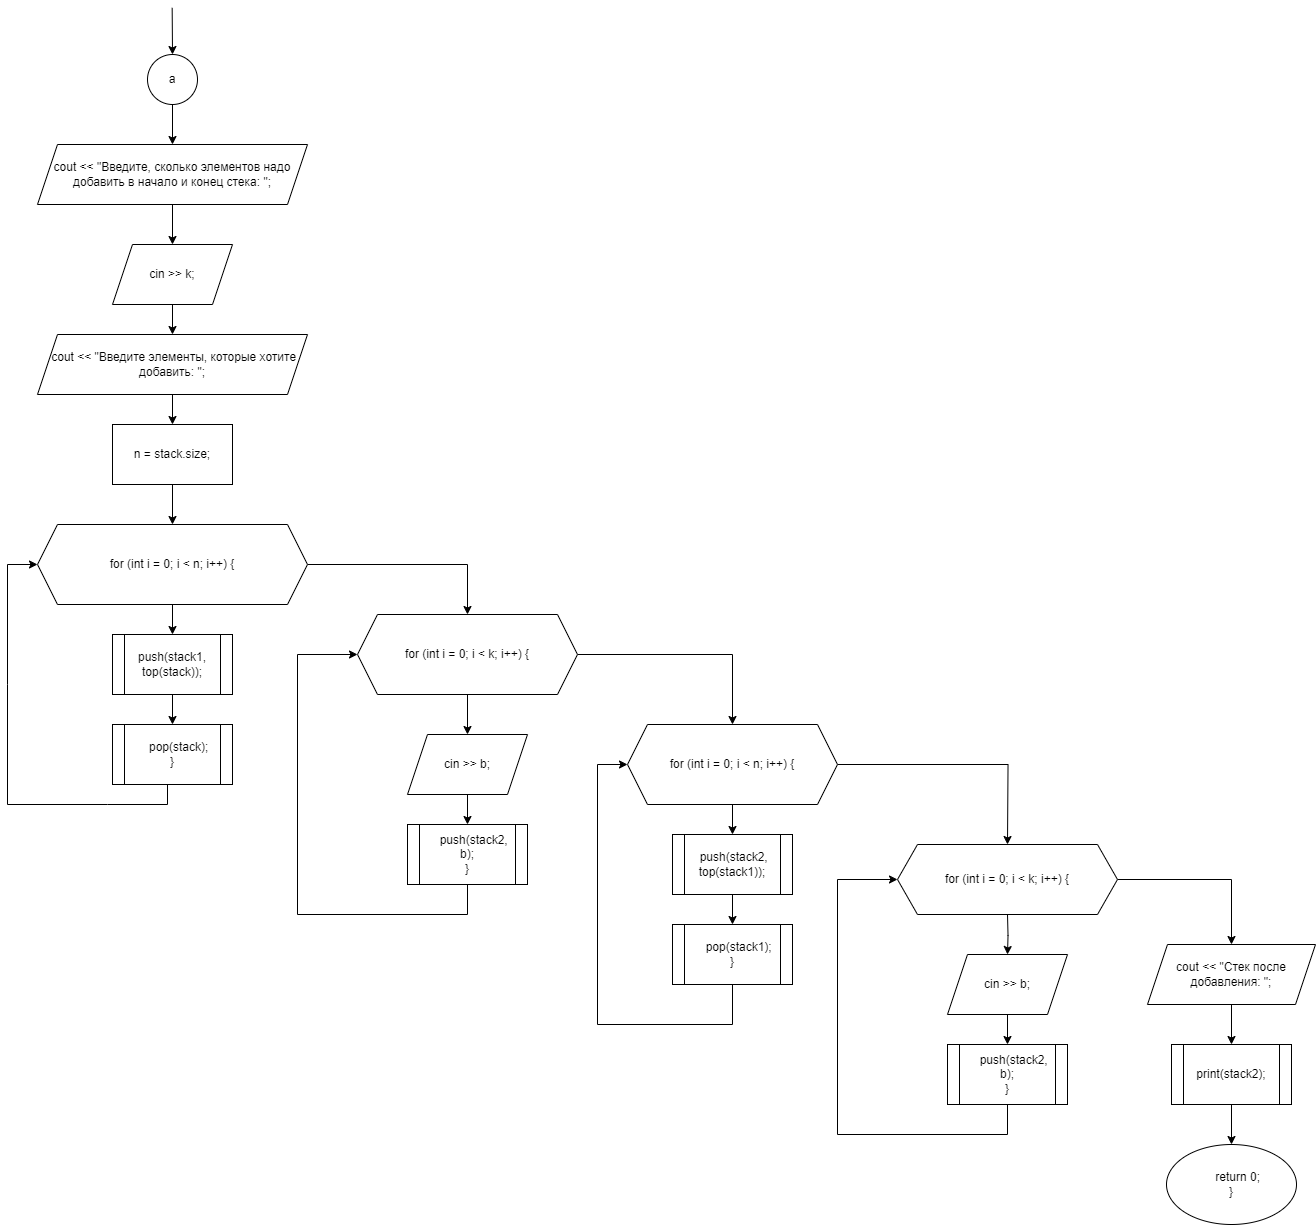 a
cout << "Введите, сколько элементов надо
добавить в начало и конец стека: ";
cin >> k;
cout << "Введите элементы, которые хотите
добавить: ";
n = stack.size;
for (int i = 0; i < n; i++) {
push(stack1,
top(stack));
pop(stack);
}
for (int i = 0; i < k; i++) {
cin >> b;
push(stack2,
b);
}
for (int i = 0; i < n; i++) {
push(stack2,
top(stack1));
pop(stack1);
}
for (int i = 0; i < k; i++) {
cin >> b;
push(stack2,
b);
}
cout << "Стек после
добавления: ";
print(stack2);
return 0;
}